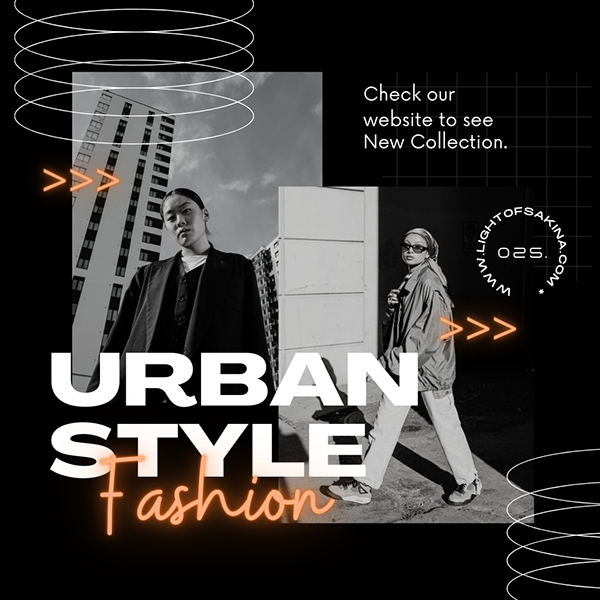 Check our
website to see
New Collection.
>>>
WWW.LIGHTOFSAKINA.COM *
025.
>>>
URBAN
STYLE
Fashion